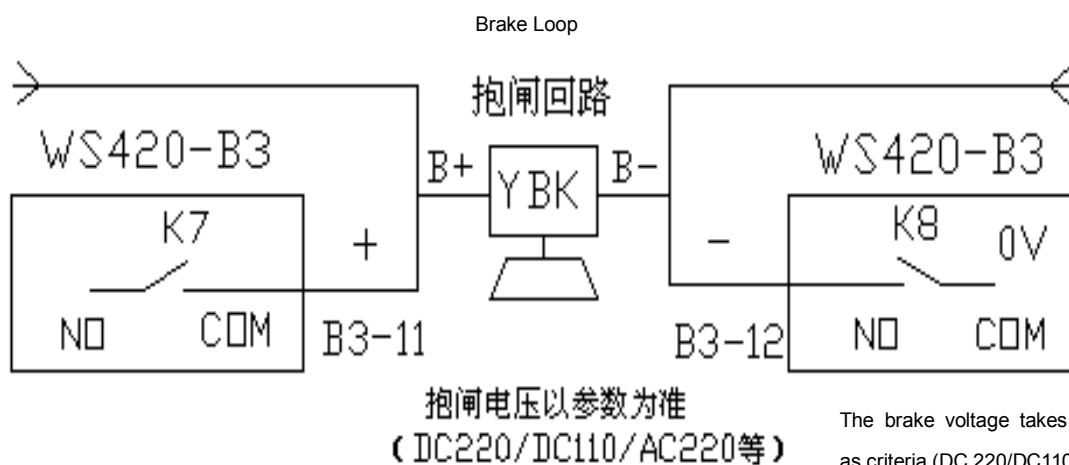 Brake Loop
抱闸回路
WS420-B3
WS420-B3
B+
YBK
B-
K7
+
-
K8
0V
NO
COM
B3-11
B3-12
NO
COM
抱闸电压以参数为准
(DC220/DC110/AC220等)
The brake voltage takes
as criteria (DC 220/DC110